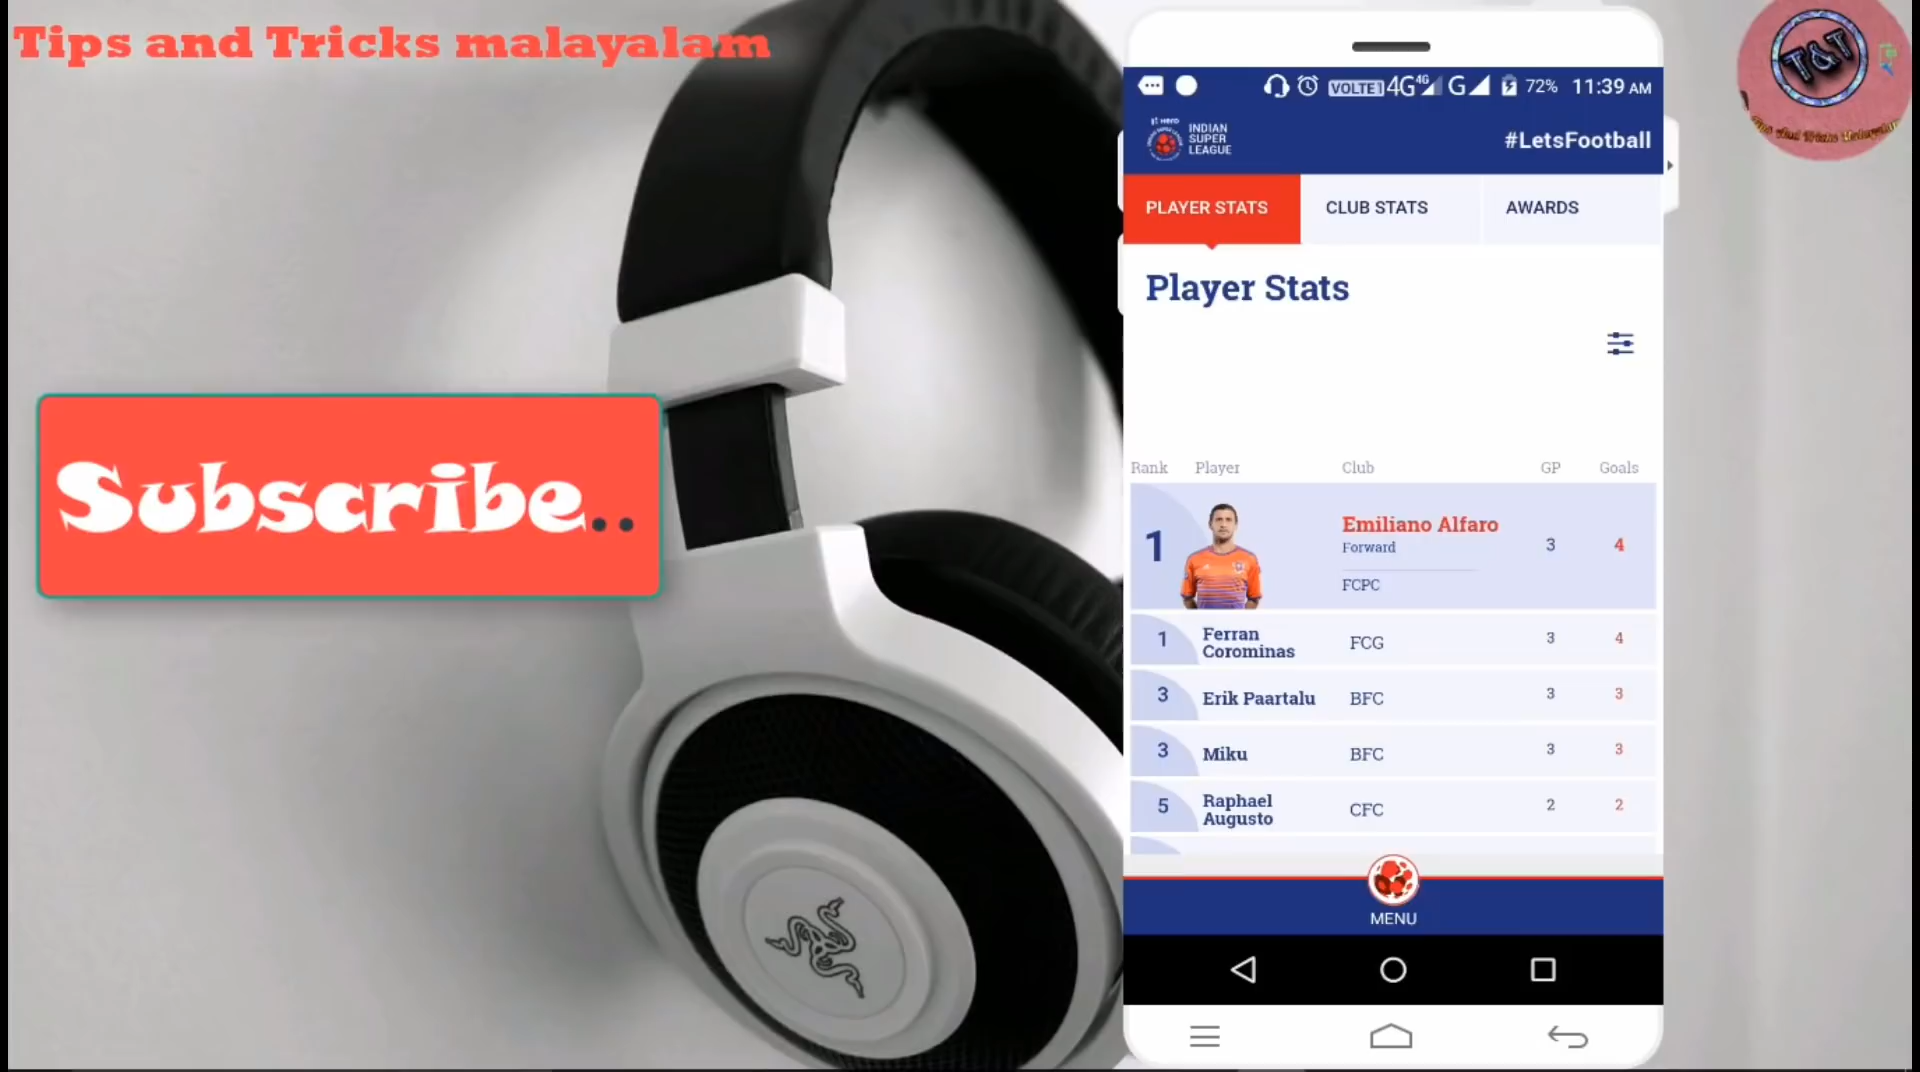 Tips and Tricks malayalam
T&T
Subscribe..
VOLTE 4G 4G G 72% 11:39 AM
INDIAN
SUPER
LEAGUE
#LetsFootball
PLAYER STATS CLUB STATS AWARDS
Player Stats
Rank Player Club GP Goals
1 Emiliano Alfaro 3 4
Forward
FCPC
1 Ferran Corominas FCG 3 4
3 Erik Paartalu BFC 3 3
3 Miku BFC 3 3
5 Raphael Augusto CFC 2 2
MENU